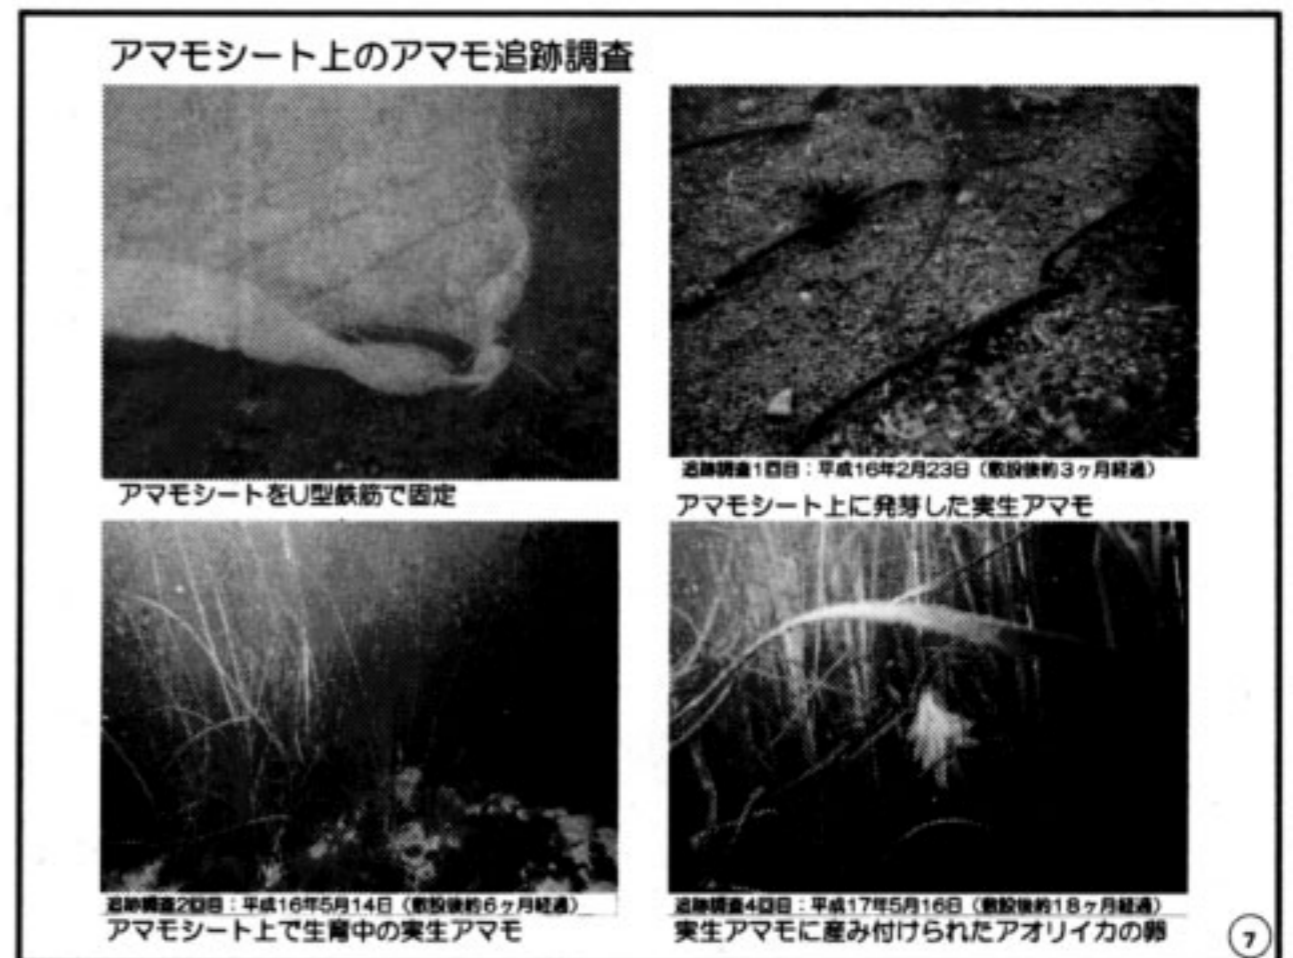 アマモシート上のアマモ追跡調査
アマモシートをU型鉄筋で固定
追跡調査1回目：平成16年2月23日（敷設後約3ヶ月経過）
アマモシート上に発芽した実生アマモ
追跡調査2回目：平成16年5月14日（敷設後約6ヶ月経過）
アマモシート上で生育中の実生アマモ
追跡調査4回目：平成17年5月16日（敷設後約18ヶ月経過）
実生アマモに産み付けられたアオリイカの卵
7